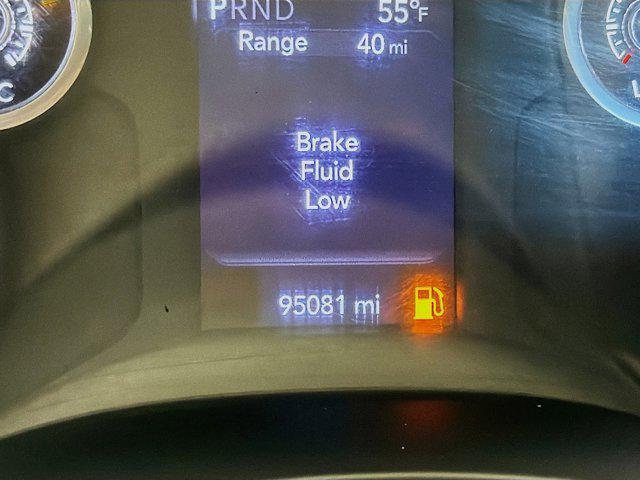 PRND 55°F
Range 40 mi
Brake
Fluid
Low
95081 mi
C
L